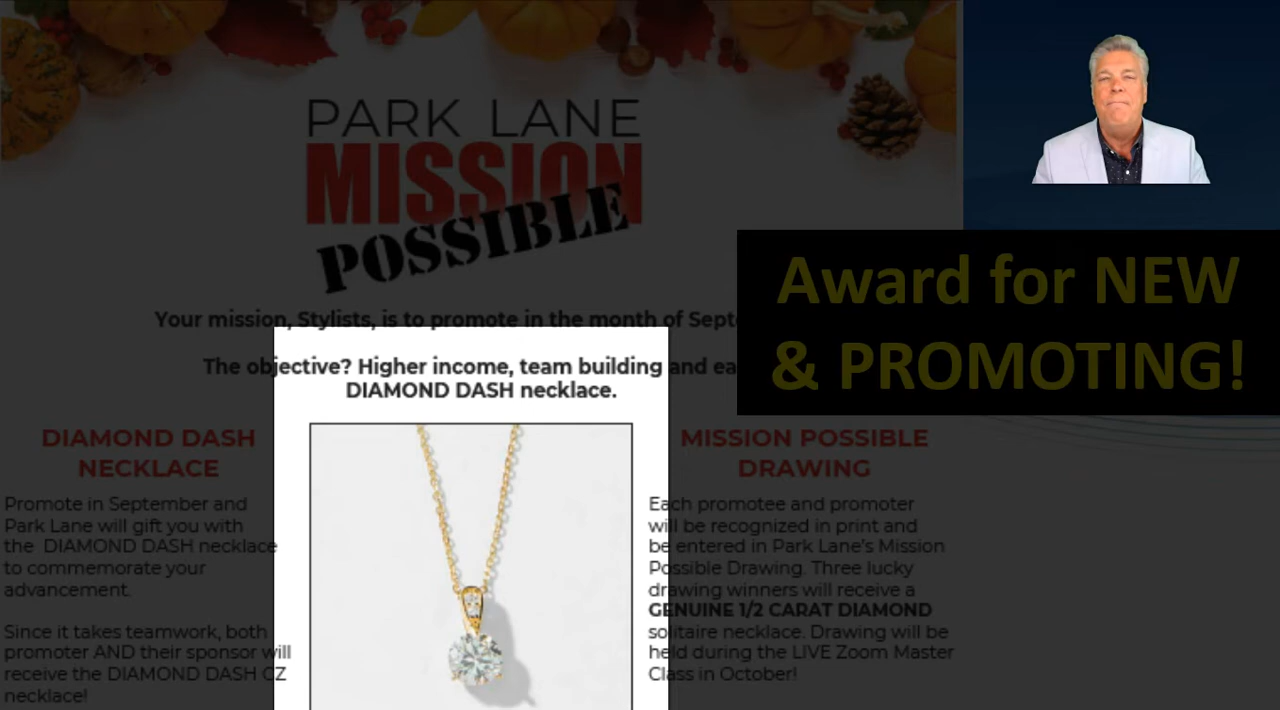 PARK LANE
MISSION
POSSIBLE
Award for NEW
& PROMOTING!
Your mission, Stylists, is to promote in the month of Sept
The objective? Higher income, team building and ea
DIAMOND DASH necklace.
DIAMOND DASH
NECKLACE
Promote in September and
Park Lane will gift you with
the DIAMOND DASH necklace
to commemorate your
advancement.
Since it takes teamwork, both
promoter AND their sponsor will
receive the DIAMOND DASH CZ
necklace!
MISSION POSSIBLE
DRAWING
Each promotee and promoter
will be recognized in print and
be entered in Park Lane's Mission
Possible Drawing. Three lucky
drawing winners will receive a
GENUINE 1/2 CARAT DIAMOND
solitaire necklace. Drawing will be
held during the LIVE Zoom Master
Class in October!